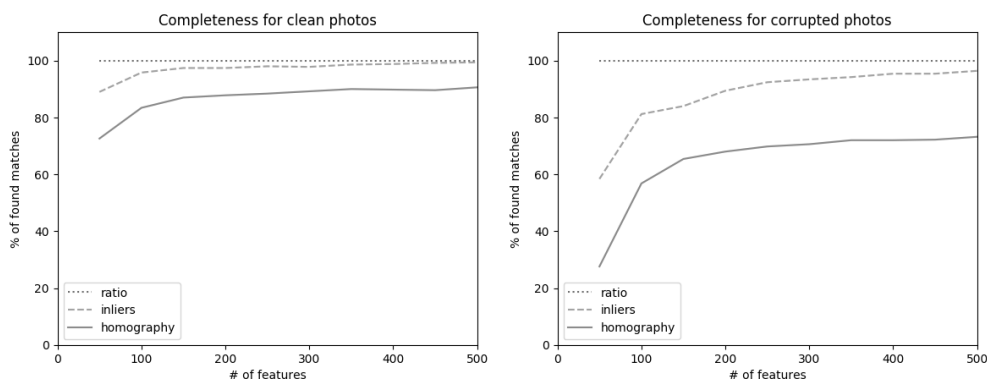 Completeness for clean photos
% of found matches
100
80
60
40
20
0
ratio
inliers
homography
0 100 200 300 400 500
# of features
Completeness for corrupted photos
% of found matches
100
80
60
40
20
0
ratio
inliers
homography
0 100 200 300 400 500
# of features